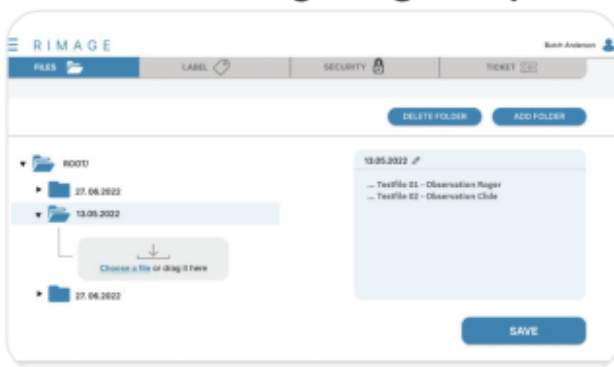 RIMAGE
Butch Anderson
FILES
LABEL
SECURITY
TICKET
DELETE FOLDER
ADD FOLDER
ROOT/
27. 06.2022
13.05.2022
Choose a file or drag it here
27. 06.2022
13.05.2022
... Testfile 01 - Observation Roger
... Testfile 02 - Observation Clide
SAVE